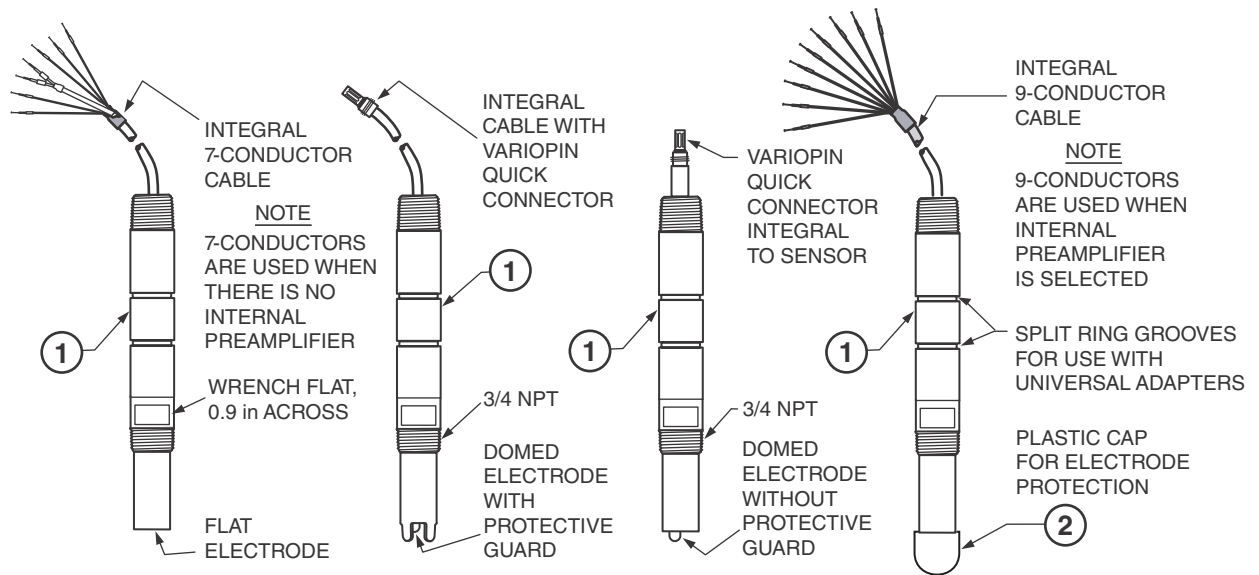 INTEGRAL
7-CONDUCTOR
CABLE
NOTE
7-CONDUCTORS
ARE USED WHEN
THERE IS NO
INTERNAL
PREAMPLIFIER
1
WRENCH FLAT,
0.9 in ACROSS
FLAT
ELECTRODE
INTEGRAL
CABLE WITH
VARIOPIN
QUICK
CONNECTOR
1
3/4 NPT
DOMED
ELECTRODE
WITH
PROTECTIVE
GUARD
VARIOPIN
QUICK
CONNECTOR
INTEGRAL
TO SENSOR
1
3/4 NPT
DOMED
ELECTRODE
WITHOUT
PROTECTIVE
GUARD
INTEGRAL
9-CONDUCTOR
CABLE
NOTE
9-CONDUCTORS
ARE USED WHEN
INTERNAL
PREAMPLIFIER
IS SELECTED
1
SPLIT RING GROOVES
FOR USE WITH
UNIVERSAL ADAPTERS
PLASTIC CAP
FOR ELECTRODE
PROTECTION
2